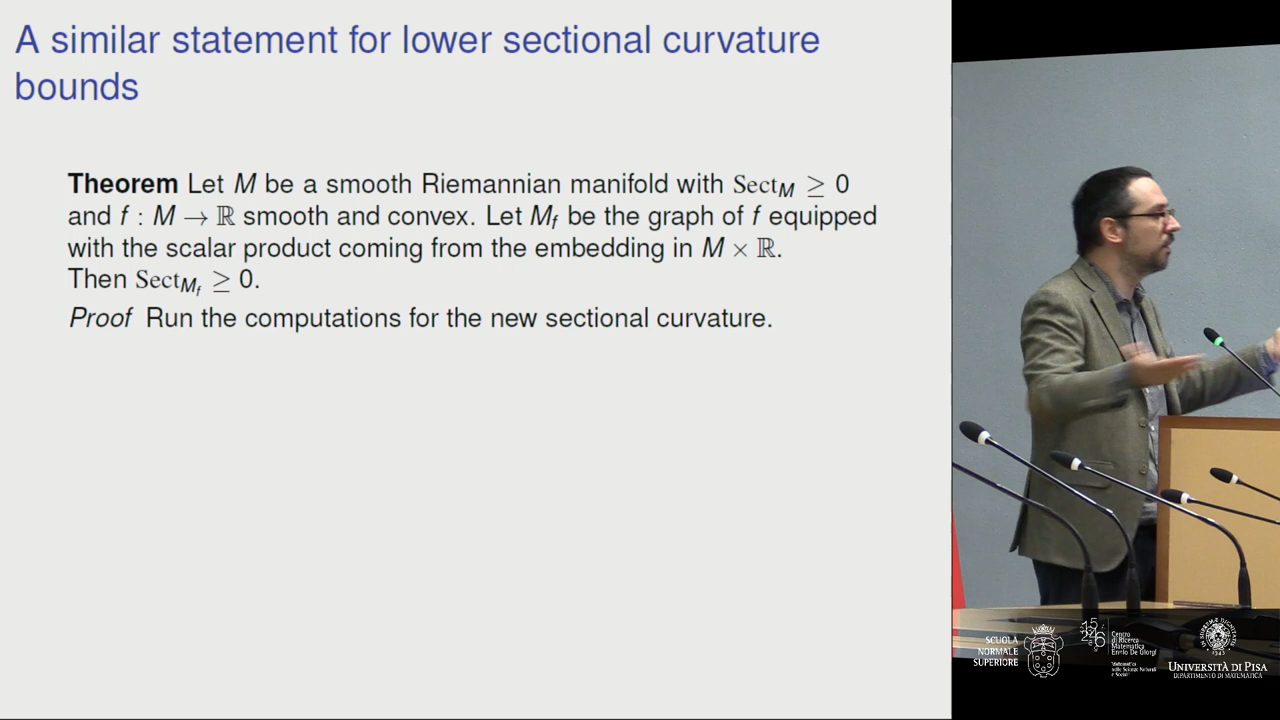 A similar statement for lower sectional curvature
bounds
Theorem Let M be a smooth Riemannian manifold with Sect_M ≥ 0
and f : M → ℝ smooth and convex. Let M_f be the graph of f equipped
with the scalar product coming from the embedding in M × ℝ.
Then Sect_{M_f} ≥ 0.
Proof Run the computations for the new sectional curvature.
SCUOLA
NORMALE
SUPERIORE
Centro
di Ricerca
Matematica
Ennio De Giorgi
UNIVERSITÀ DI PISA
DIPARTIMENTO DI MATEMATICA